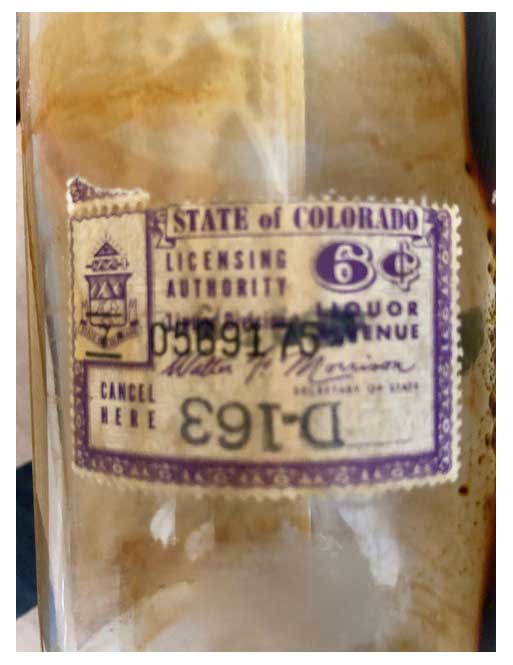 STATE of COLORADO
LICENSING
AUTHORITY
6¢
LIQUOR
REVENUE
0589175
Walter F. Morrison
SECRETARY OF STATE
CANCEL
HERE
D-163